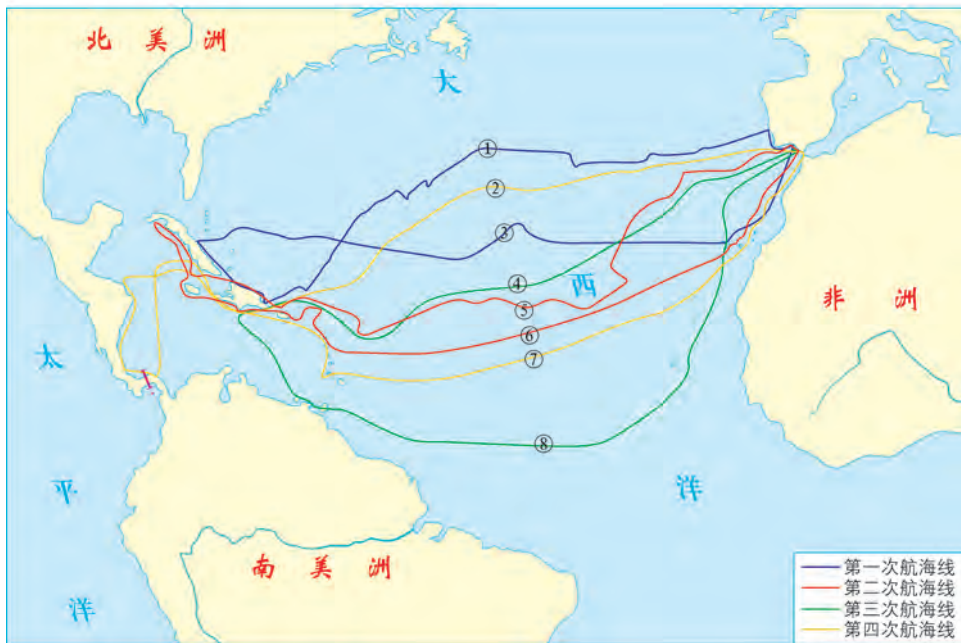 北美洲
大
①
②
③
④
西
⑤
⑥
⑦
⑧
非洲
太
平
洋
洋
南美洲
第一次航海线
第二次航海线
第三次航海线
第四次航海线